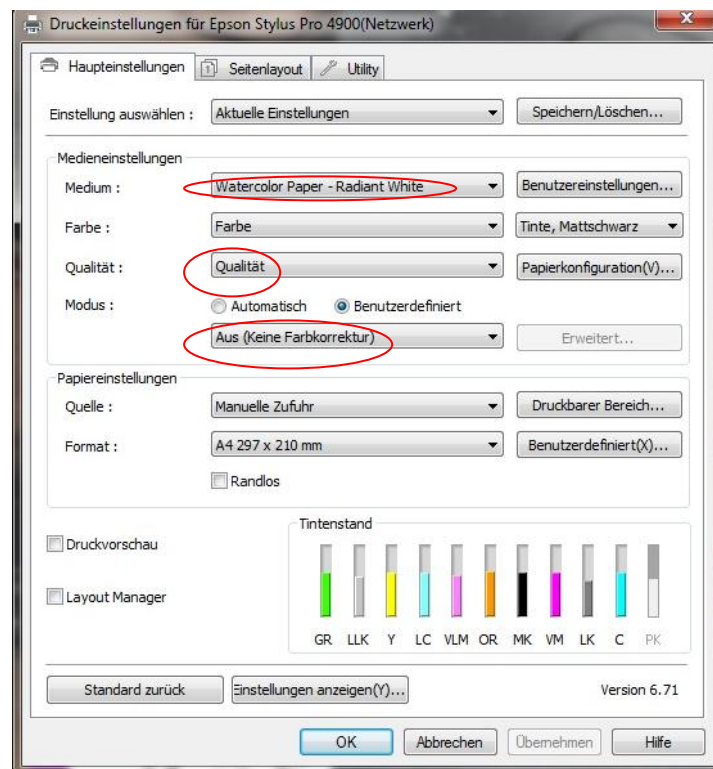 Druckeinstellungen für Epson Stylus Pro 4900(Netzwerk)
Haupteinstellungen Seitenlayout Utility
Einstellung auswählen : Aktuelle Einstellungen Speichern/Löschen...
Medieneinstellungen
Medium : Watercolor Paper - Radiant White Benutzereinstellungen...
Farbe : Farbe Tinte, Mattschwarz
Qualität : Qualität Papierkonfiguration(V)...
Modus : Automatisch Benutzerdefiniert
Aus (Keine Farbkorrektur) Erweitert...
Papiereinstellungen
Quelle : Manuelle Zufuhr Druckbarer Bereich...
Format : A4 297 x 210 mm Benutzerdefiniert(X)...
Randlos
Tintenstand
Druckvorschau
Layout Manager
GR LLK Y LC VLM OR MK VM LK C PK
Standard zurück Einstellungen anzeigen(Y)... Version 6.71
OK Abbrechen Übernehmen Hilfe